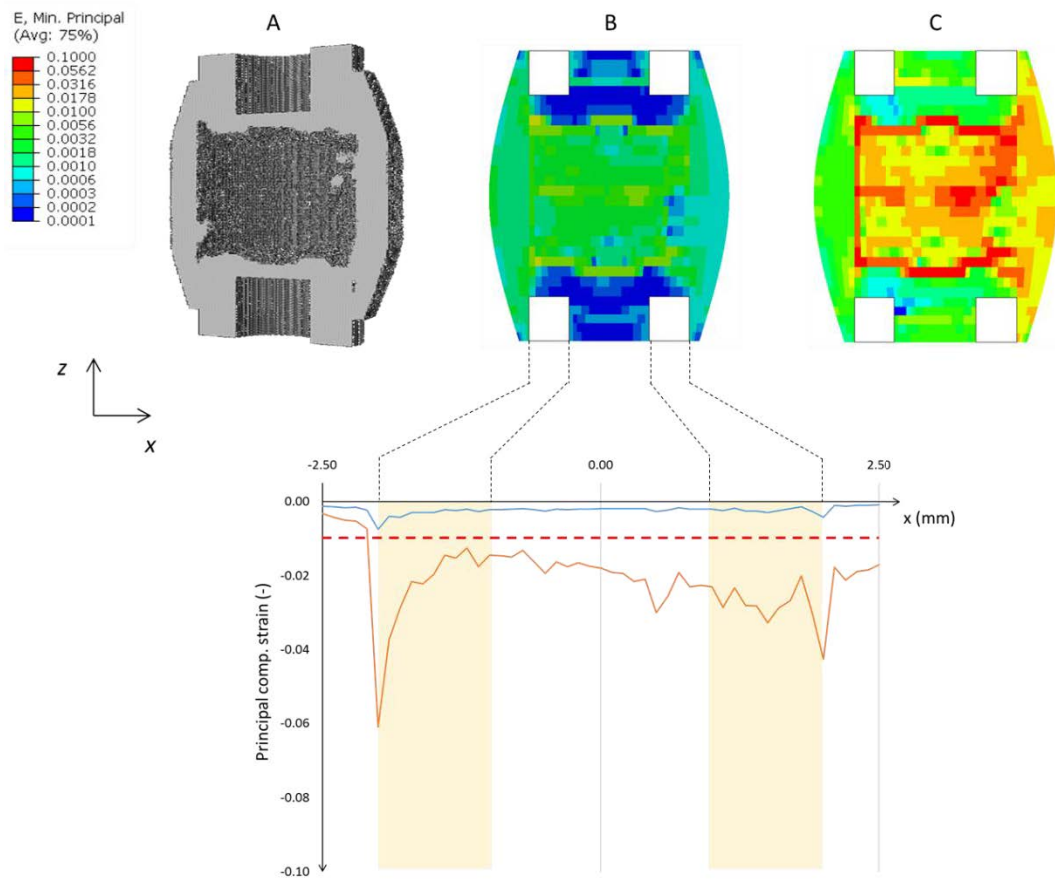 E, Min. Principal
(Avg: 75%)
0.1000
0.0562
0.0316
0.0178
0.0100
0.0056
0.0032
0.0018
0.0010
0.0006
0.0003
0.0002
0.0001
A
B
C
z
x
-2.50
0.00
2.50
x (mm)
0.00
-0.02
-0.04
-0.06
-0.08
-0.10
Principal comp. strain (-)